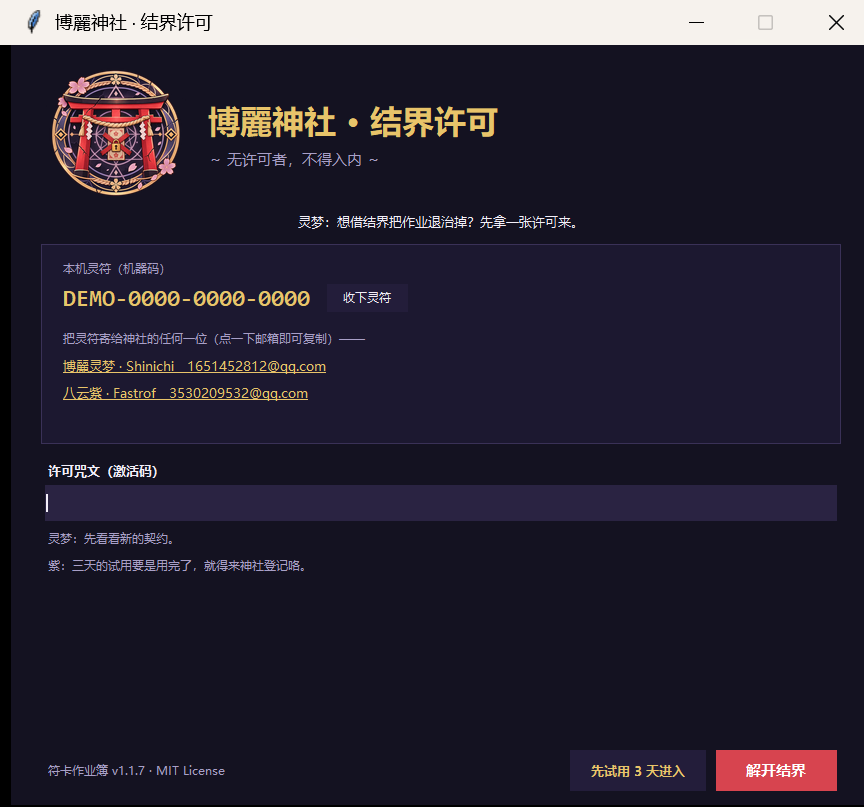 博麗神社 · 结界许可
博麗神社 · 结界许可
~ 无许可者，不得入内 ~
灵梦：想借结界把作业退治掉？先拿一张许可来。
本机灵符（机器码）
DEMO-0000-0000-0000 收下灵符
把灵符寄给神社的任何一位（点一下邮箱即可复制）——
博麗灵梦 · Shinichi 1651452812@qq.com
八云紫 · Fastrof 3530209532@qq.com
许可咒文（激活码）
灵梦：先看看新的契约。
紫：三天的试用要是用完了，就得来神社登记咯。
符卡作业簿 v1.1.7 · MIT License 先试用 3 天进入 解开结界